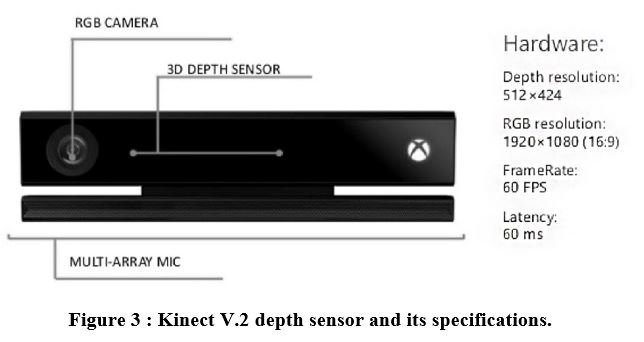 RGB CAMERA
3D DEPTH SENSOR
MULTI-ARRAY MIC
Hardware:
Depth resolution:
512×424
RGB resolution:
1920×1080 (16:9)
FrameRate:
60 FPS
Latency:
60 ms
Figure 3 : Kinect V.2 depth sensor and its specifications.